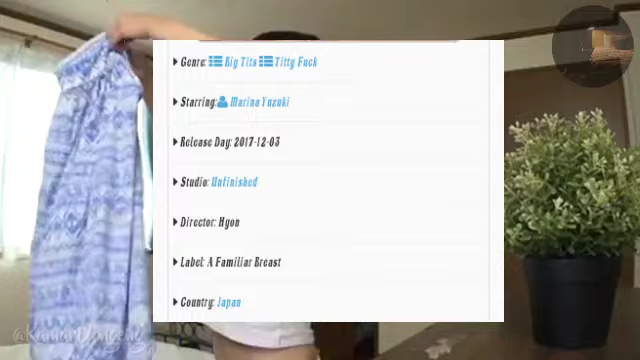 Genre: Big Tits Titty Fuck
Starring: Marina Yuzuki
Release Day: 2017-12-03
Studio: Unfinished
Director: Hyon
Label: A Familiar Breast
Country: Japan